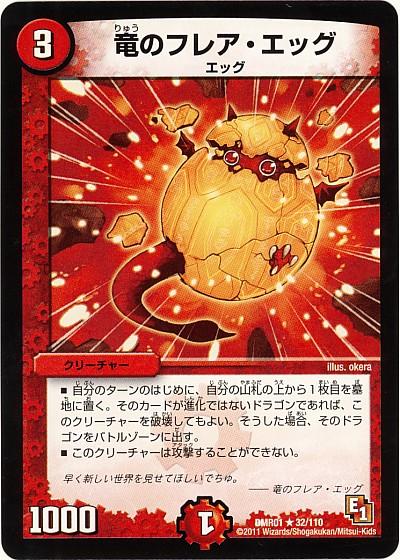 3
りゅう
竜のフレア・エッグ
エッグ
クリーチャー
illus. okera
■ 自分のターンのはじめに、自分の山札の上から1枚目を墓
地に置く。そのカードが進化ではないドラゴンであれば、こ
のクリーチャーを破壊してもよい。そうした場合、そのドラ
ゴンをバトルゾーンに出す。
■ このクリーチャーは攻撃することができない。
早く新しい世界を見せてほしいでちゅ。
—— 竜のフレア・エッグ
1000
1
DMR01 ★ 32/110
E1
©2011 Wizards/Shogakukan/Mitsui-Kids